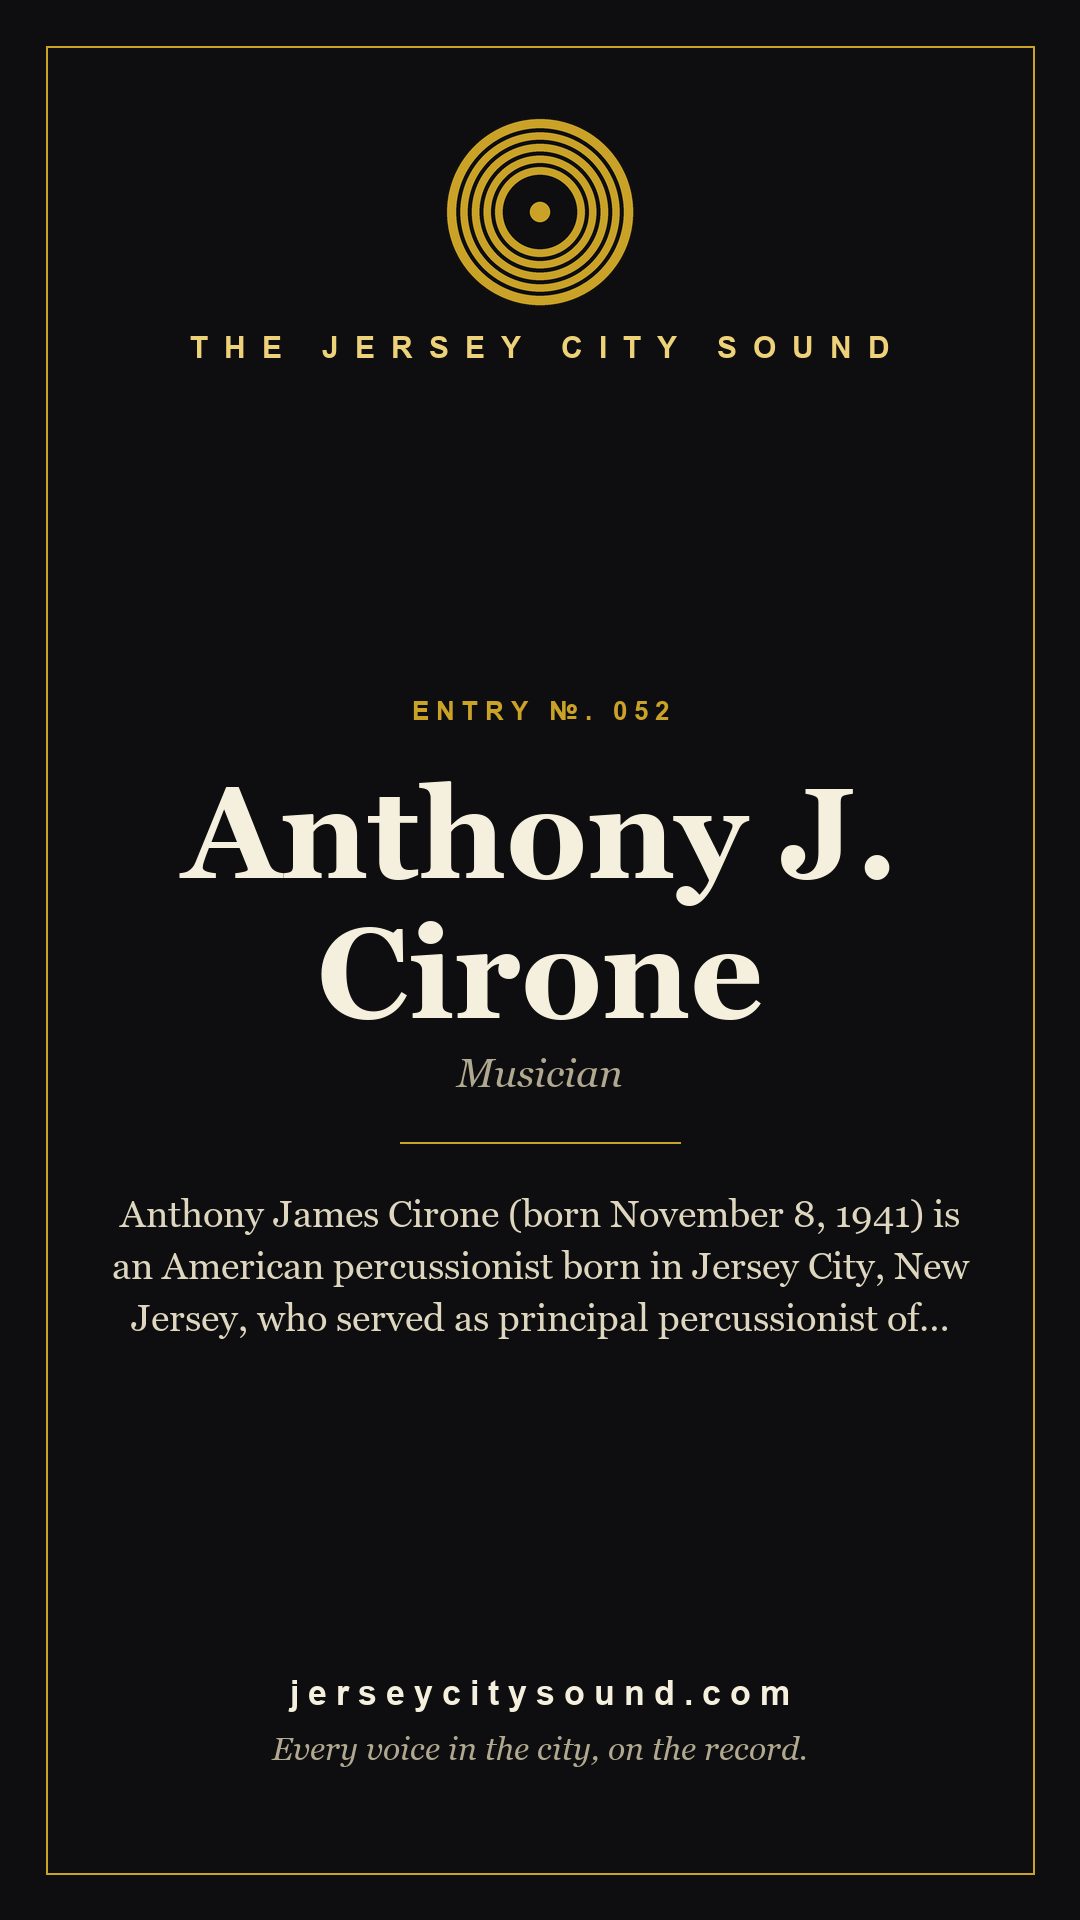 THE JERSEY CITY SOUND
ENTRY №. 052
Anthony J.
Cirone
Musician
Anthony James Cirone (born November 8, 1941) is
an American percussionist born in Jersey City, New
Jersey, who served as principal percussionist of…
jerseycitysound.com
Every voice in the city, on the record.